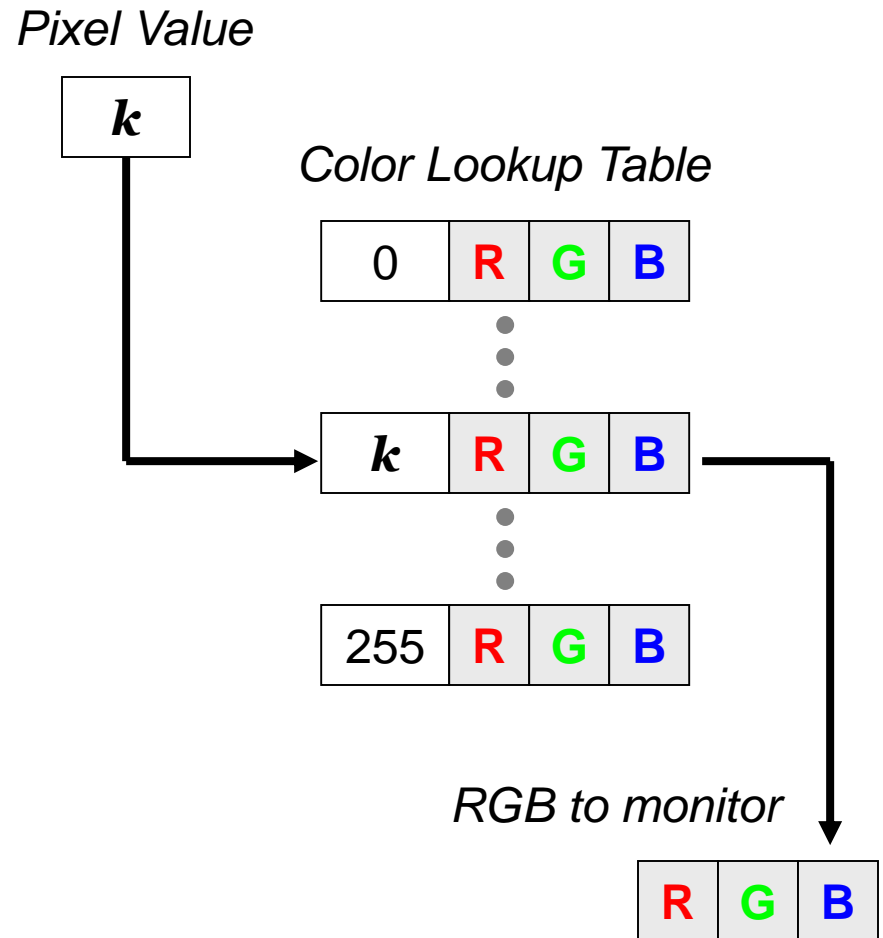 Pixel Value
k
Color Lookup Table
0 R G B
k R G B
255 R G B
RGB to monitor
R G B